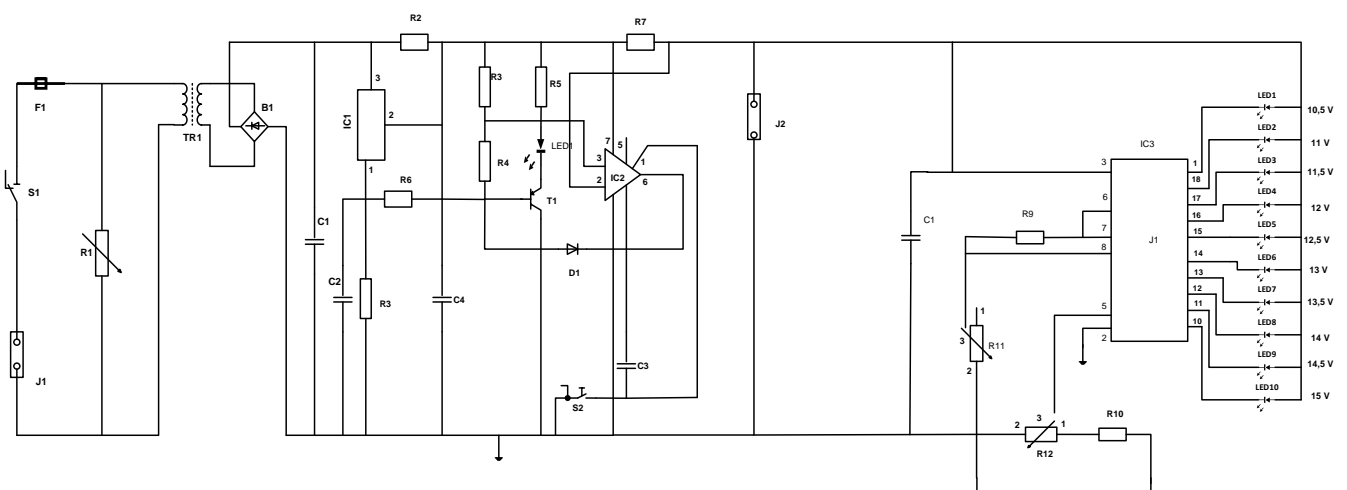 R2
R7
3
R3
R5
F1
B1
IC1
2
J2
LED1
10,5 V
TR1
LED2
11 V
7
5
LED1
IC3
LED3
11,5 V
R4
3
1
3
1
1
2
IC2
6
18
LED4
12 V
S1
R6
T1
6
17
C1
C1
R9
16
LED5
12,5 V
7
15
J1
R1
8
14
LED6
13 V
D1
13
C2
LED7
13,5 V
R3
C4
12
1
5
11
LED8
14 V
3
R11
10
2
C3
2
LED9
14,5 V
J1
LED10
15 V
S2
3
R10
2
1
R12